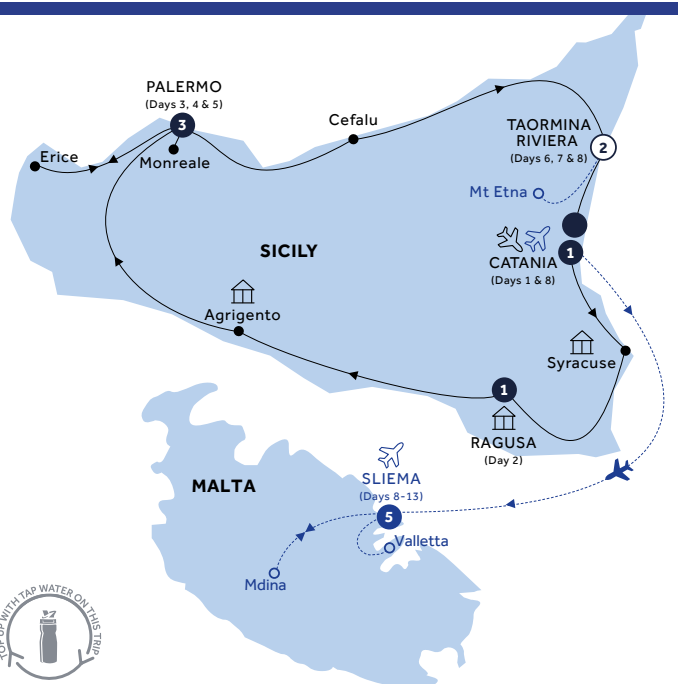 PALERMO
(Days 3, 4 & 5)
3
Erice
Monreale
Cefalu
TAORMINA
RIVIERA
(Days 6, 7 & 8)
2
Mt Etna
SICILY
CATANIA
(Days 1 & 8)
1
Agrigento
Syracuse
1
RAGUSA
(Day 2)
MALTA
SLIEMA
(Days 8-13)
5
Valletta
Mdina
TOP UP WITH TAP WATER ON THIS TRIP